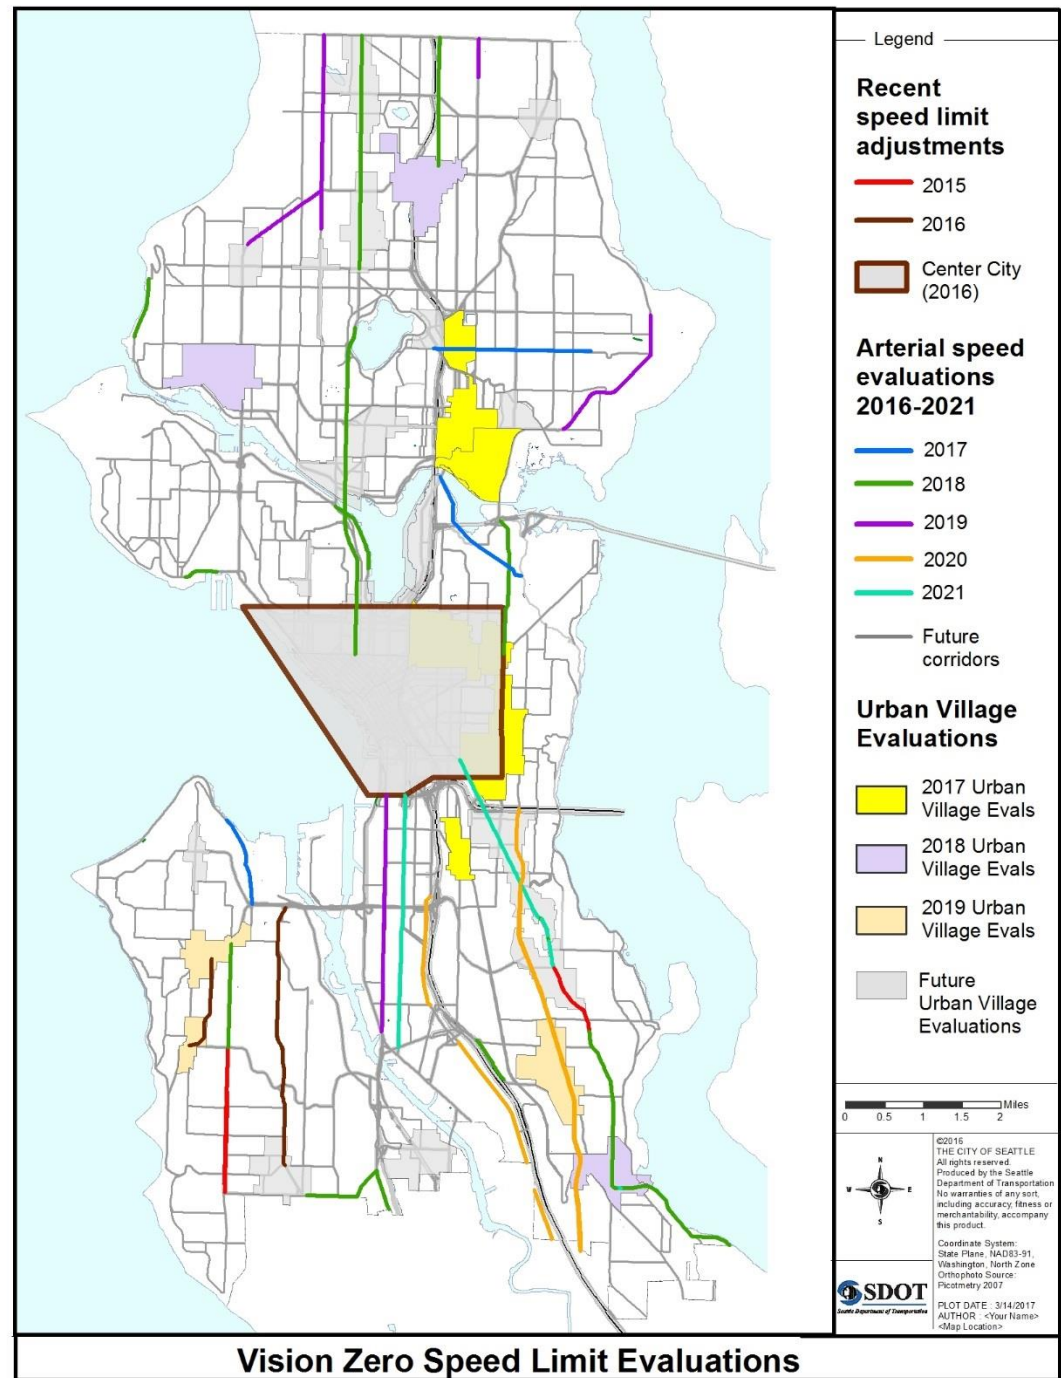 Legend
Recent
speed limit
adjustments
2015
2016
Center City
(2016)
Arterial speed
evaluations
2016-2021
2017
2018
2019
2020
2021
Future
corridors
Urban Village
Evaluations
2017 Urban
Village Evals
2018 Urban
Village Evals
2019 Urban
Village Evals
Future
Urban Village
Evaluations
Miles
0 0.5 1 1.5 2
N
W E
S
©2016
THE CITY OF SEATTLE
All rights reserved.
Produced by the Seattle
Department of Transportation
No warranties of any sort,
including accuracy, fitness or
merchantability, accompany
this product.
Coordinate System:
State Plane, NAD83-91,
Washington, North Zone
Orthophoto Source:
Pictometry 2007
PLOT DATE : 3/14/2017
AUTHOR : <Your Name>
<Map Location>
SDOT
Seattle Department of Transportation
Vision Zero Speed Limit Evaluations